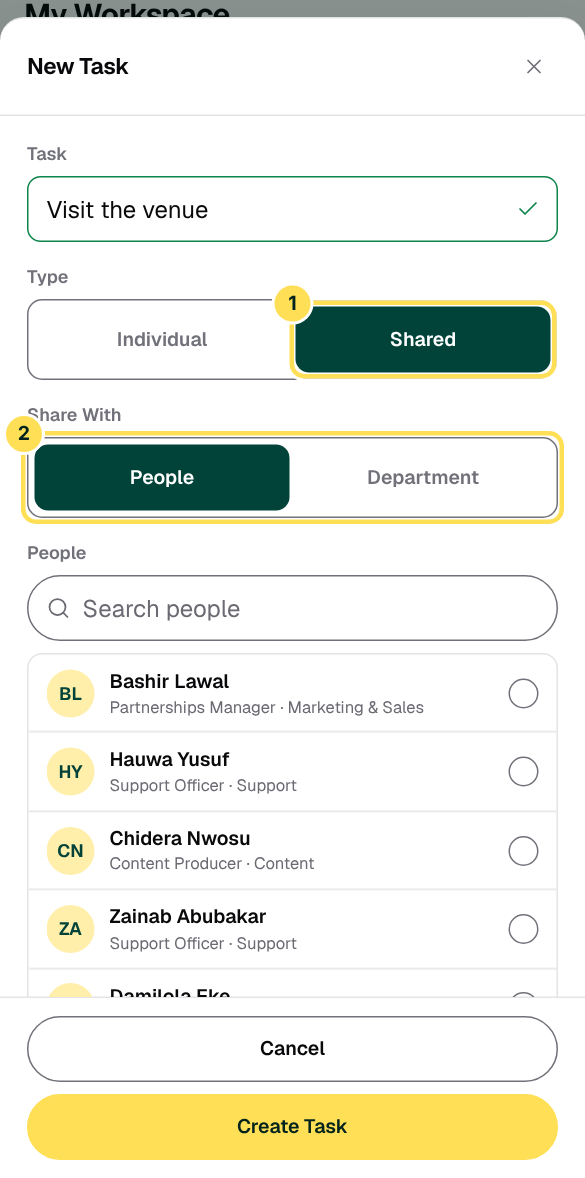 My Workspace
New Task
Task
Visit the venue
Type
1
Individual
Shared
Share With
2
People
Department
People
Search people
BL
Bashir Lawal
Partnerships Manager · Marketing & Sales
HY
Hauwa Yusuf
Support Officer · Support
CN
Chidera Nwosu
Content Producer · Content
ZA
Zainab Abubakar
Support Officer · Support
Damilola Eke
Cancel
Create Task